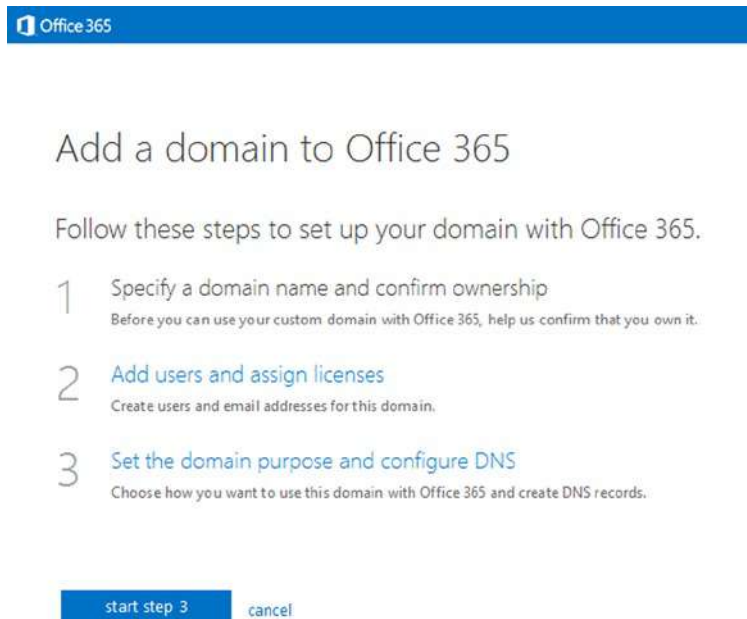 Office 365
Add a domain to Office 365
Follow these steps to set up your domain with Office 365.
1 Specify a domain name and confirm ownership
Before you can use your custom domain with Office 365, help us confirm that you own it.
2 Add users and assign licenses
Create users and email addresses for this domain.
3 Set the domain purpose and configure DNS
Choose how you want to use this domain with Office 365 and create DNS records.
start step 3 cancel